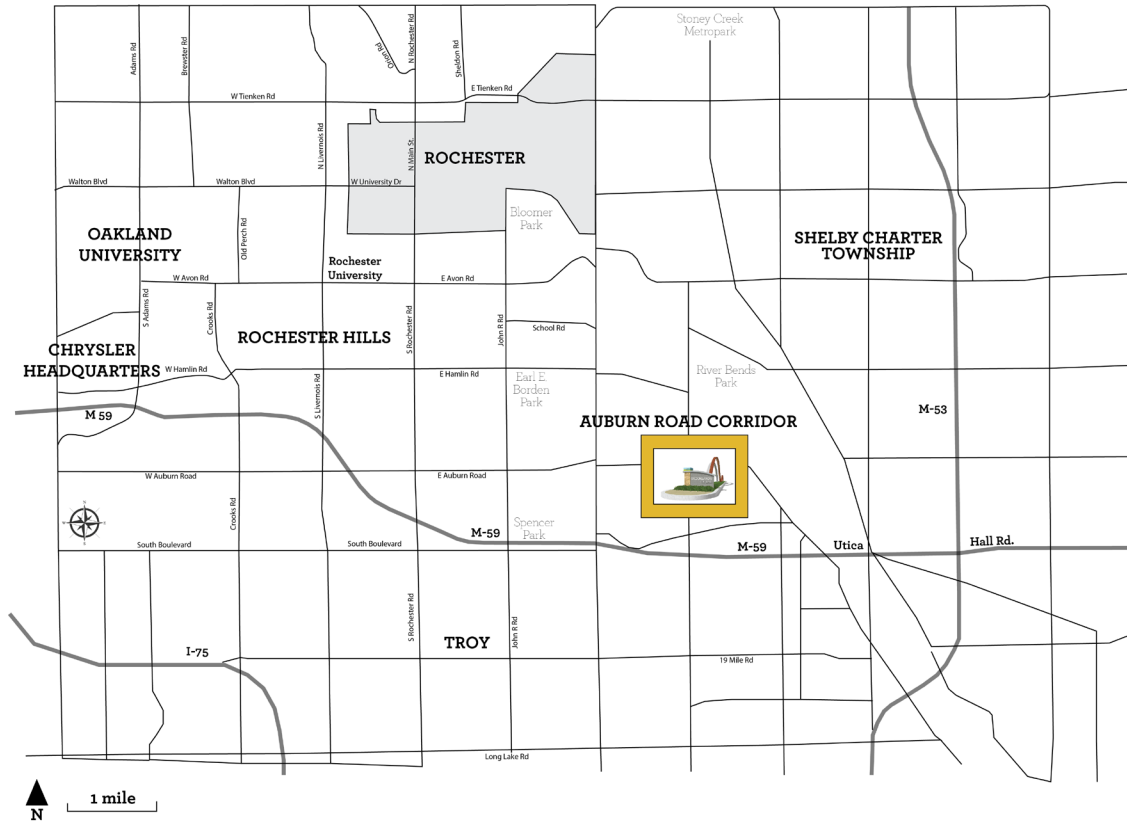 Adams Rd
Brewster Rd
Orion Rd
N Rochester Rd
Sheldon Rd
Stoney Creek
Metropark
W Tienken Rd
E Tienken Rd
N Livernois Rd
N Main St.
ROCHESTER
Walton Blvd
Walton Blvd
W University Dr
Old Perch Rd
Bloomer
Park
OAKLAND
UNIVERSITY
SHELBY CHARTER
TOWNSHIP
Rochester
University
W Avon Rd
E Avon Rd
S Adams Rd
Crooks Rd
S Rochester Rd
John R Rd
School Rd
ROCHESTER HILLS
CHRYSLER
HEADQUARTERS
W Hamlin Rd
E Hamlin Rd
S Livernois Rd
Earl E.
Borden
Park
River Bends
Park
M 59
M-53
AUBURN ROAD CORRIDOR
W Auburn Road
E Auburn Road
Crooks Rd
N
Spencer
Park
South Boulevard
South Boulevard
M-59
M-59
Utica
Hall Rd.
S Rochester Rd
John R Rd
TROY
I-75
19 Mile Rd
Long Lake Rd
1 mile
N